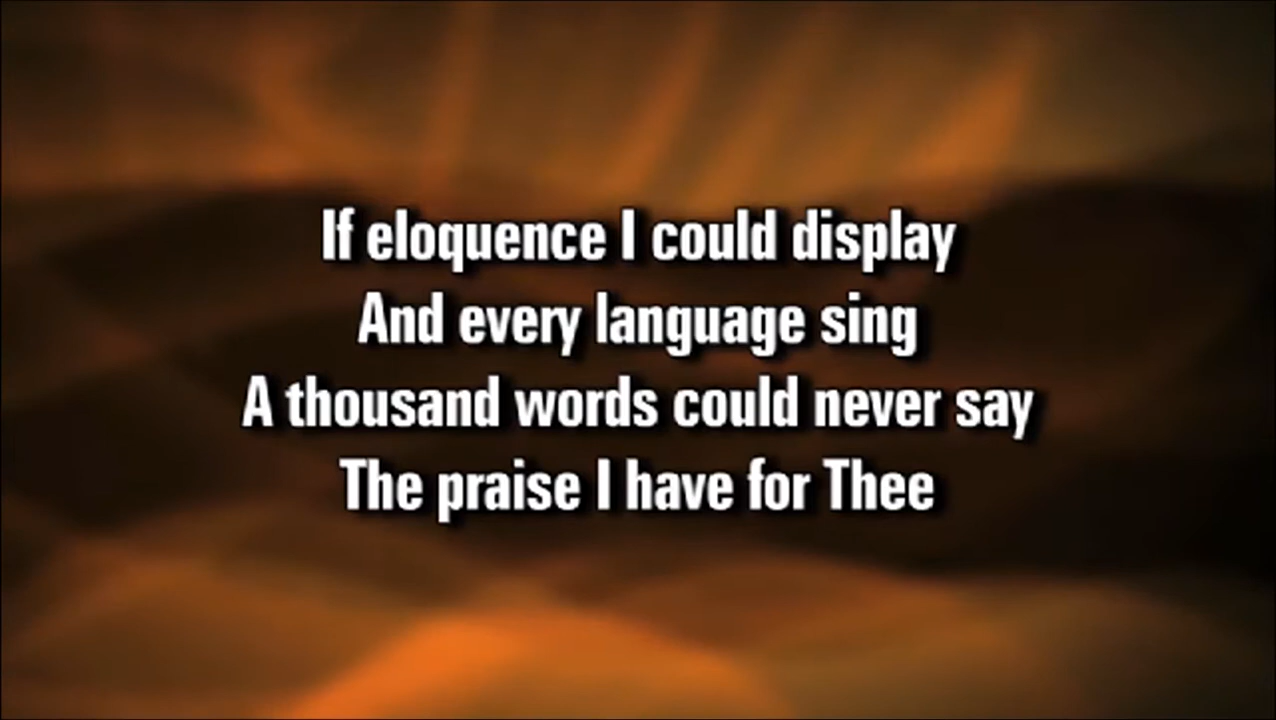 If eloquence I could display
And every language sing
A thousand words could never say
The praise I have for Thee